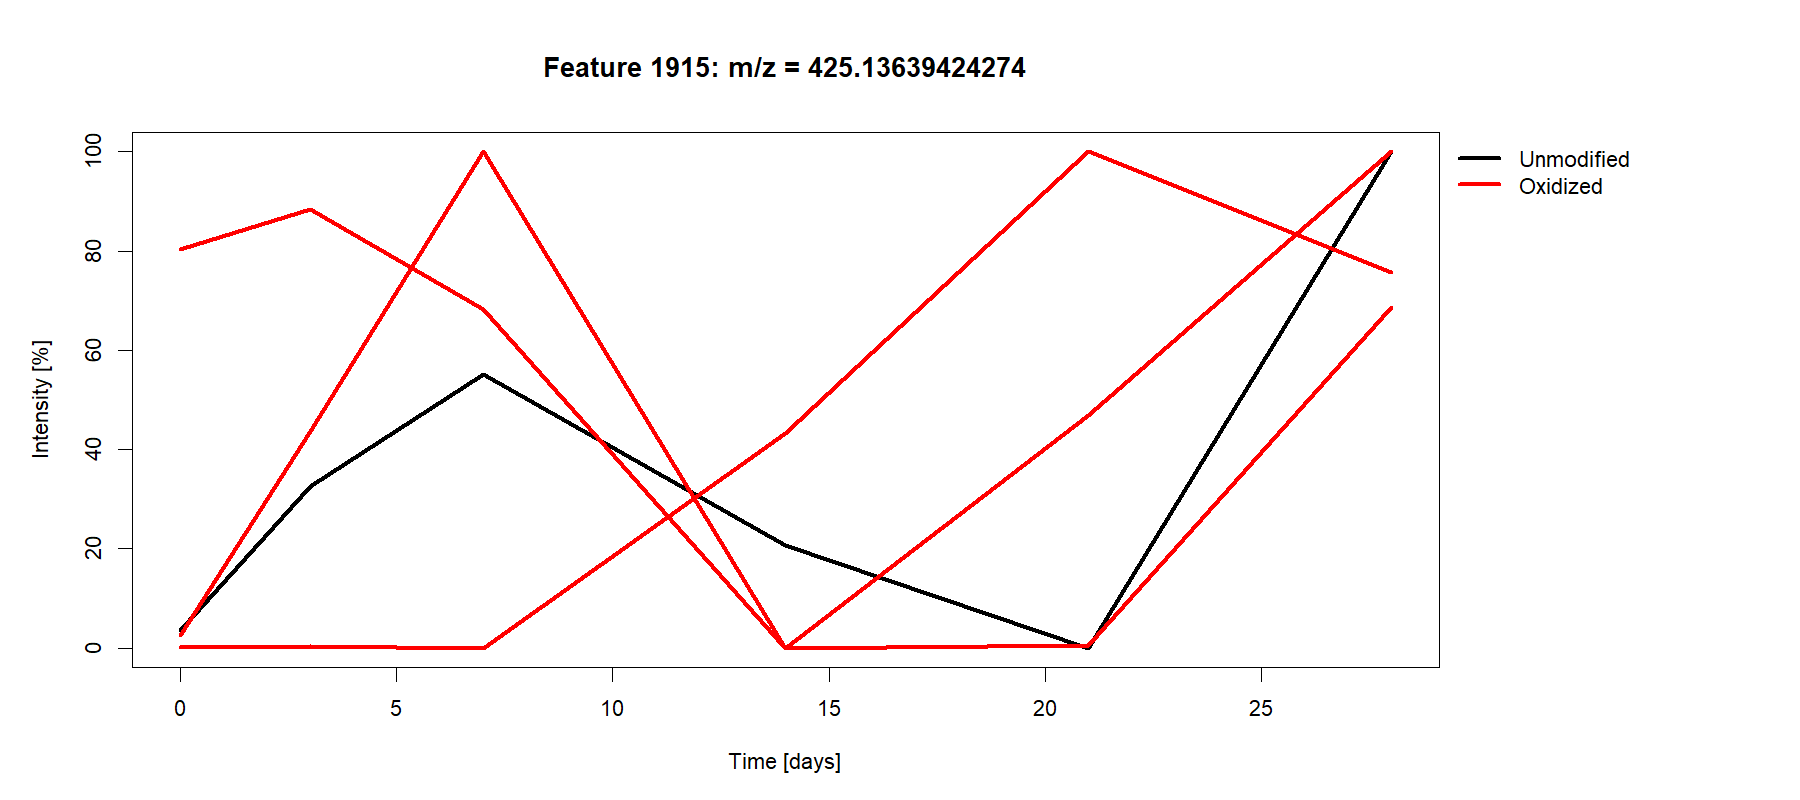 Feature 1915: m/z = 425.13639424274
Unmodified
Oxidized
100
80
60
40
20
0
Intensity [%]
0 5 10 15 20 25
Time [days]